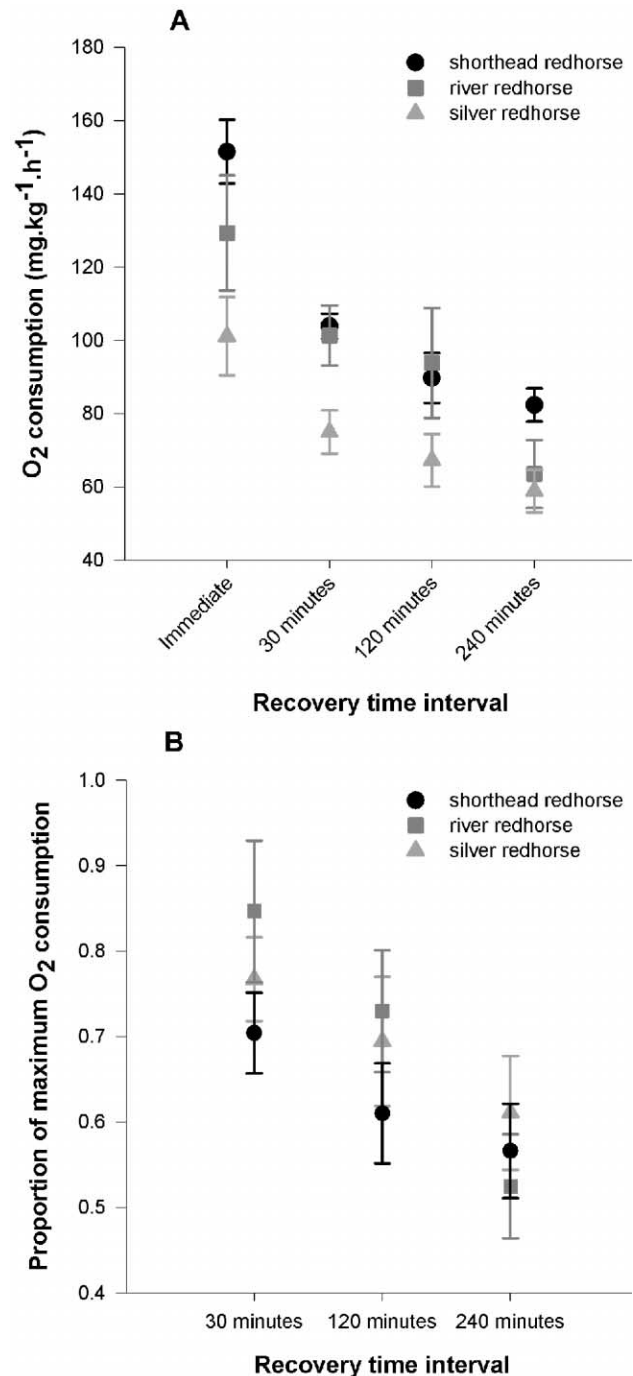 A
shorthead redhorse
river redhorse
silver redhorse
160
140
120
100
80
60
40
O2 consumption (mg.kg-1.h-1)
Immediate
30 minutes
120 minutes
240 minutes
Recovery time interval
B
shorthead redhorse
river redhorse
silver redhorse
1.0
0.9
0.8
0.7
0.6
0.5
0.4
Proportion of maximum O2 consumption
30 minutes 120 minutes 240 minutes
Recovery time interval